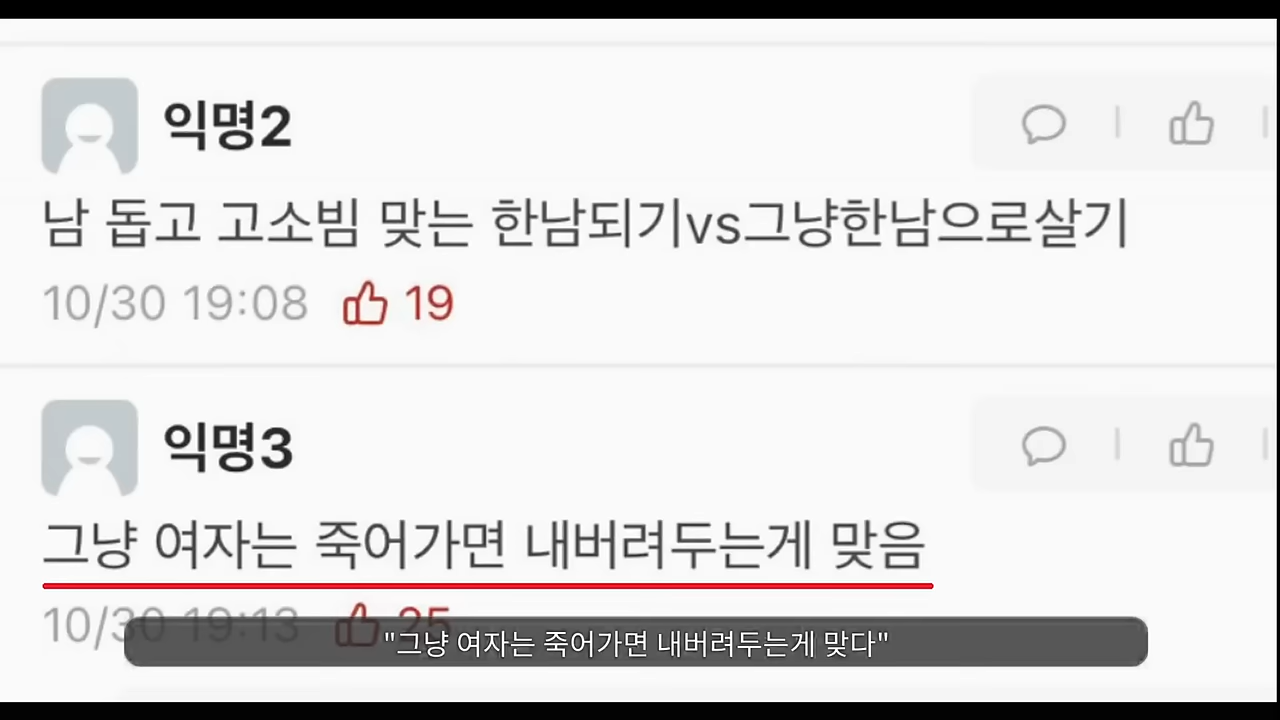 익명2
남 돕고 고소빔 맞는 한남되기vs그냥한남으로살기
10/30 19:08 19
익명3
그냥 여자는 죽어가면 내버려두는게 맞음
10/30 19:13 25
"그냥 여자는 죽어가면 내버려두는게 맞다"